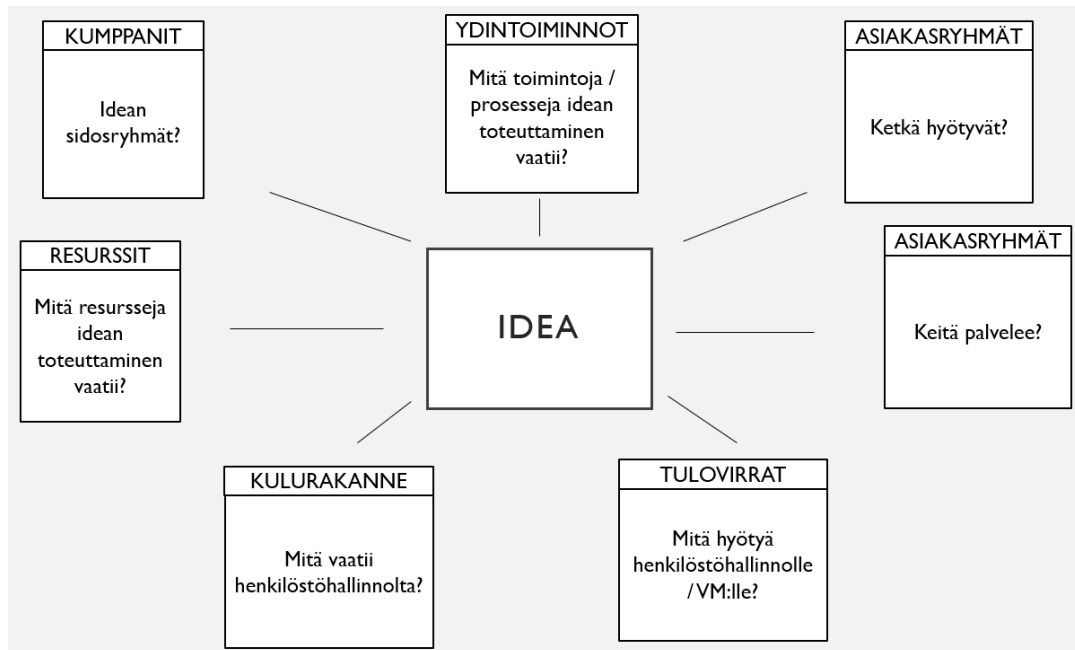 KUMPPANIT
Idean
sidosryhmät?
YDINTOIMINNOT
Mitä toimintoja /
prosesseja idean
toteuttaminen
vaatii?
ASIAKASRYHMÄT
Ketkä hyötyvät?
RESURSSIT
Mitä resursseja
idean
toteuttaminen
vaatii?
IDEA
ASIAKASRYHMÄT
Keitä palvelee?
KULURAKANNE
Mitä vaatii
henkilöstöhallinnolta?
TULOVIRRAT
Mitä hyötyä
henkilöstöhallinnolle
/ VM:lle?